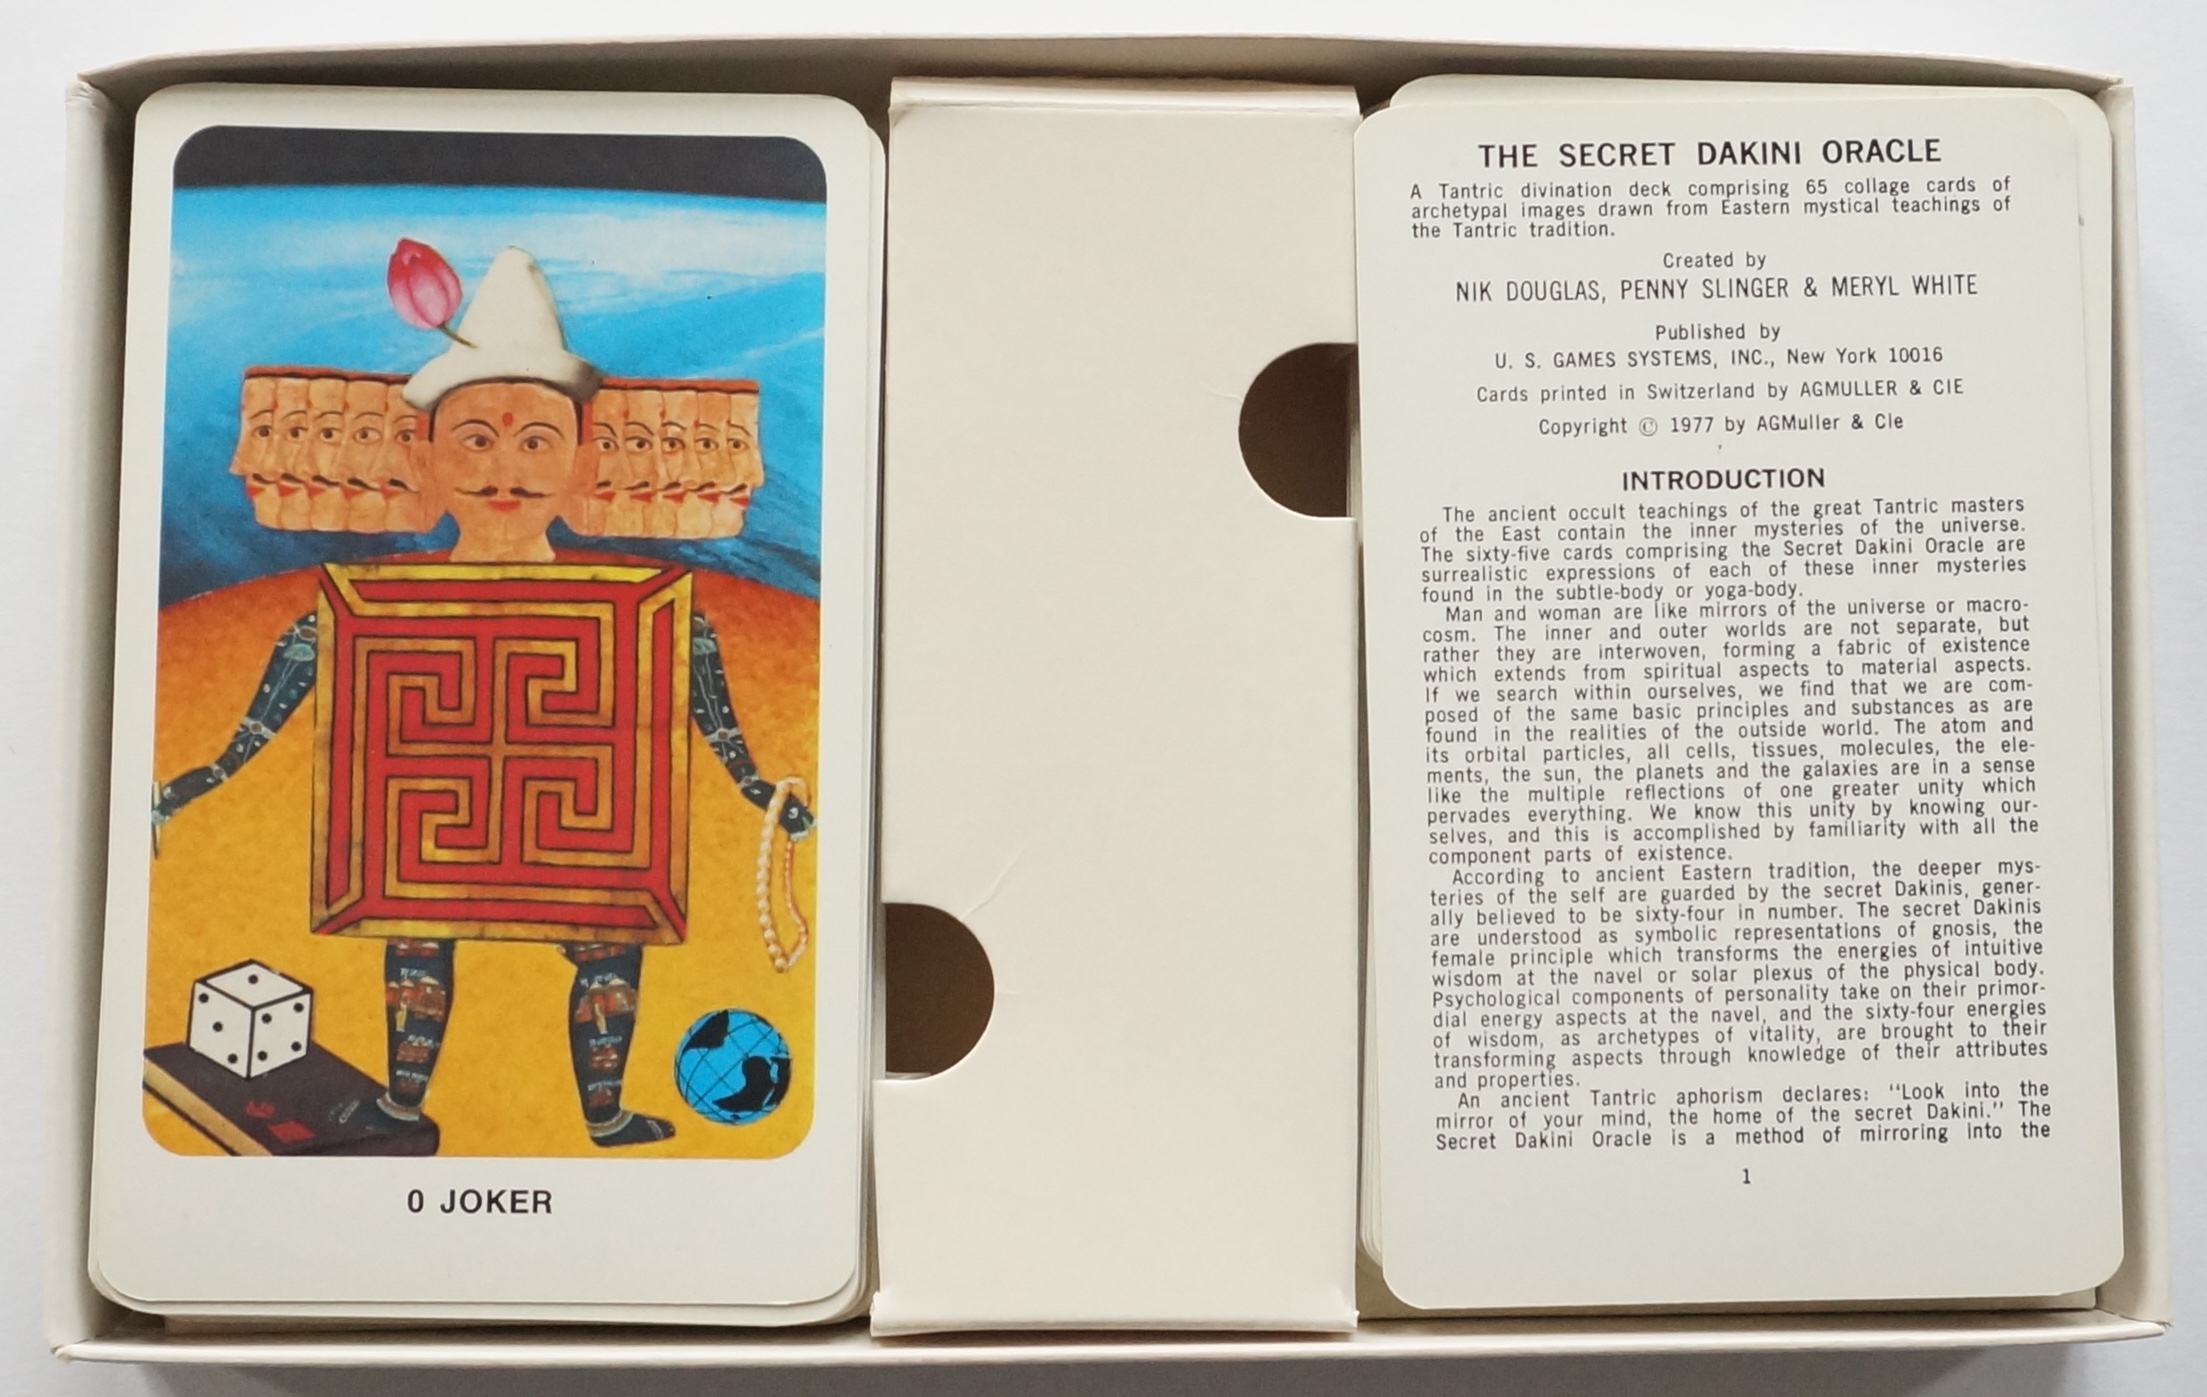 0 JOKER
THE SECRET DAKINI ORACLE
A Tantric divination deck comprising 65 collage cards of
archetypal images drawn from Eastern mystical teachings of
the Tantric tradition.
Created by
NIK DOUGLAS, PENNY SLINGER & MERYL WHITE
Published by
U. S. GAMES SYSTEMS, INC., New York 10016
Cards printed in Switzerland by AGMULLER & CIE
Copyright © 1977 by AGMuller & Cie
INTRODUCTION
The ancient occult teachings of the great Tantric masters
of the East contain the inner mysteries of the universe.
The sixty-five cards comprising the Secret Dakini Oracle are
surrealistic expressions of each of these inner mysteries
found in the subtle-body or yoga-body.
Man and woman are like mirrors of the universe or macro-
cosm. The inner and outer worlds are not separate, but
rather they are interwoven, forming a fabric of existence
which extends from spiritual aspects to material aspects.
If we search within ourselves, we find that we are com-
posed of the same basic principles and substances as are
found in the realities of the outside world. The atom and
its orbital particles, all cells, tissues, molecules, the ele-
ments, the sun, the planets and the galaxies are in a sense
like the multiple reflections of one greater unity which
pervades everything. We know this unity by knowing our-
selves, and this is accomplished by familiarity with all the
component parts of existence.
According to ancient Eastern tradition, the deeper mys-
teries of the self are guarded by the secret Dakinis, gener-
ally believed to be sixty-four in number. The secret Dakinis
are understood as symbolic representations of gnosis, the
female principle which transforms the energies of intuitive
wisdom at the navel or solar plexus of the physical body.
Psychological components of personality take on their primor-
dial energy aspects at the navel, and the sixty-four energies
of wisdom, as archetypes of vitality, are brought to their
transforming aspects through knowledge of their attributes
and properties.
An ancient Tantric aphorism declares: "Look into the
mirror of your mind, the home of the secret Dakini." The
Secret Dakini Oracle is a method of mirroring into the
1